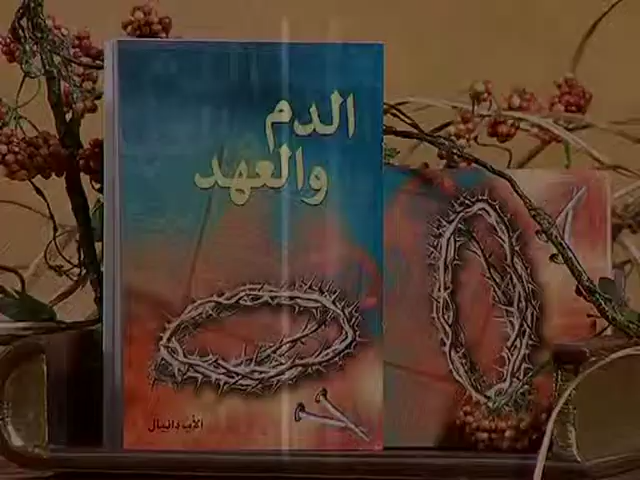 الدم
والعهد
الأب دانيال